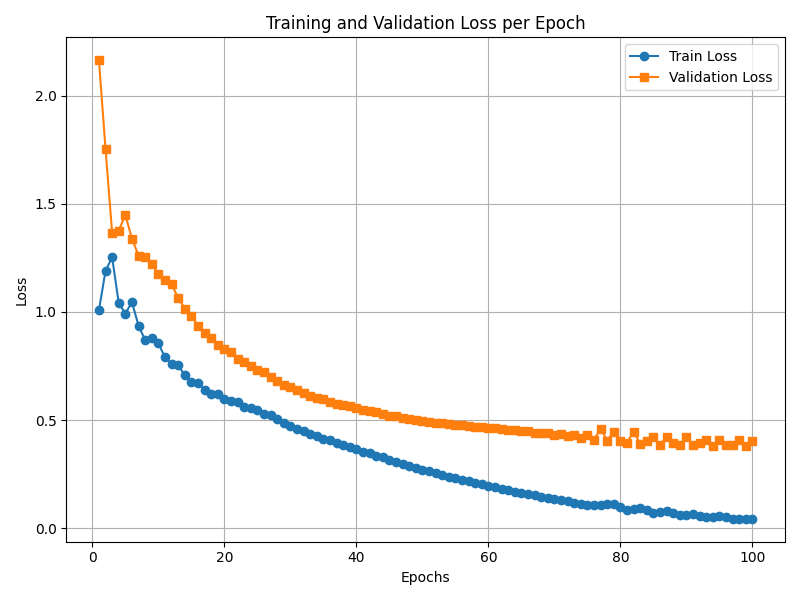 Training and Validation Loss per Epoch
Train Loss
Validation Loss
Loss
2.0
1.5
1.0
0.5
0.0
0 20 40 60 80 100
Epochs